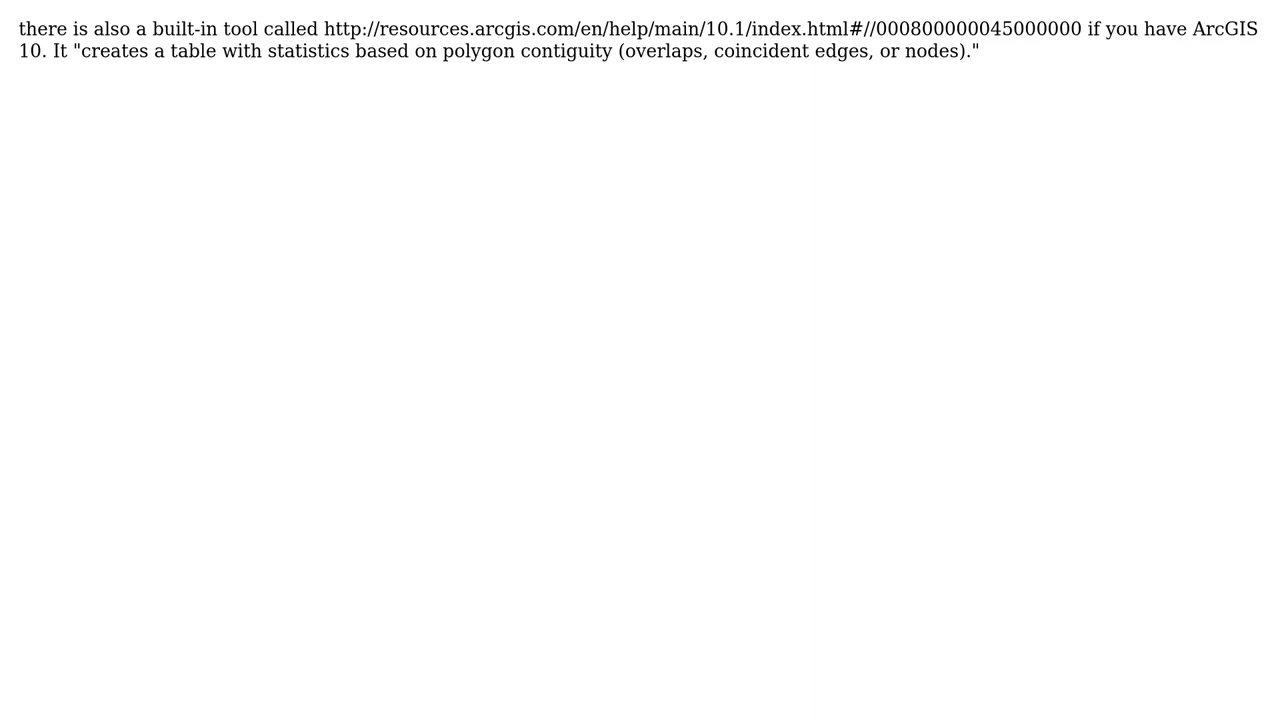 there is also a built-in tool called http://resources.arcgis.com/en/help/main/10.1/index.html#//000800000045000000 if you have ArcGIS
10. It "creates a table with statistics based on polygon contiguity (overlaps, coincident edges, or nodes)."